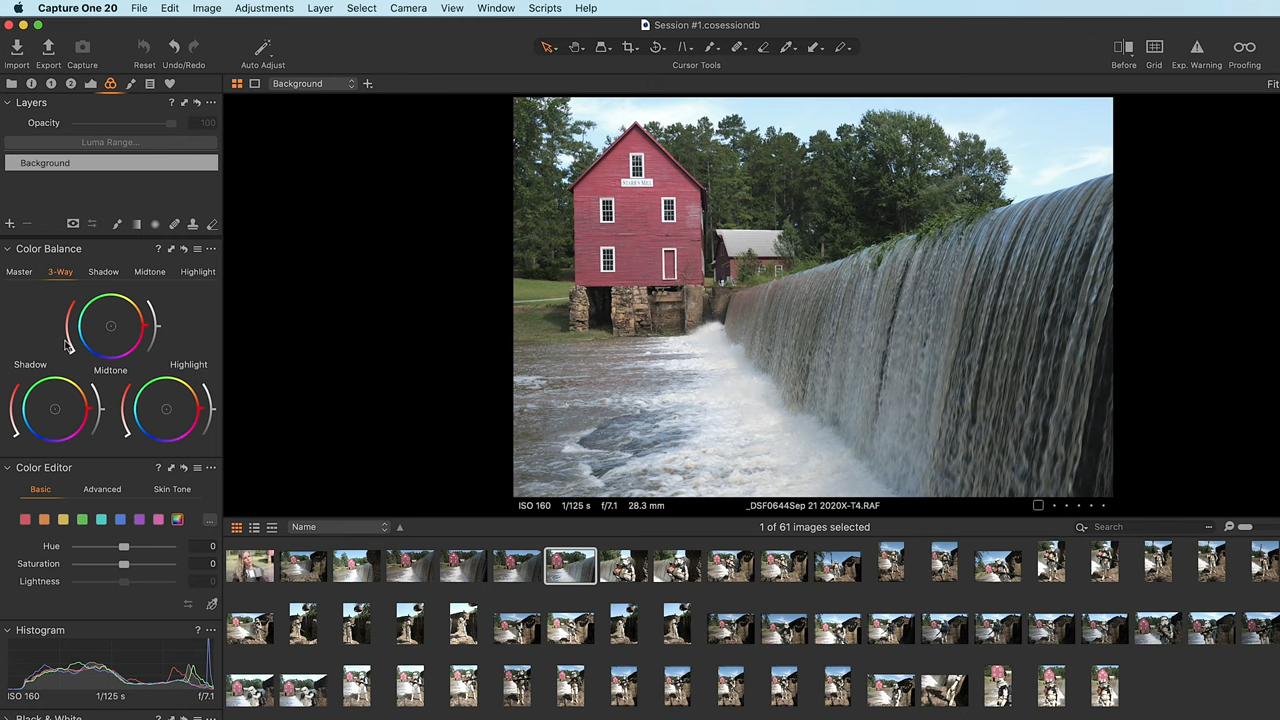 Capture One 20 File Edit Image Adjustments Layer Select Camera View Window Scripts Help
Session #1.cosessiondb
Import Export Capture Reset Undo/Redo Auto Adjust Cursor Tools Before Grid Exp. Warning Proofing
Background Fit
Layers ?
Opacity 100
Luma Range...
Background
STARR'S MILL
Color Balance ?
Master 3-Way Shadow Midtone Highlight
Shadow Highlight
Midtone
Color Editor ?
Basic Advanced Skin Tone
Hue 0
Saturation 0
Lightness 0
Histogram ?
ISO 160 1/125 s f/7.1
Black & White
ISO 160 1/125 s f/7.1 28.3 mm _DSF0644Sep 21 2020X-T4.RAF
Name 1 of 61 images selected Search